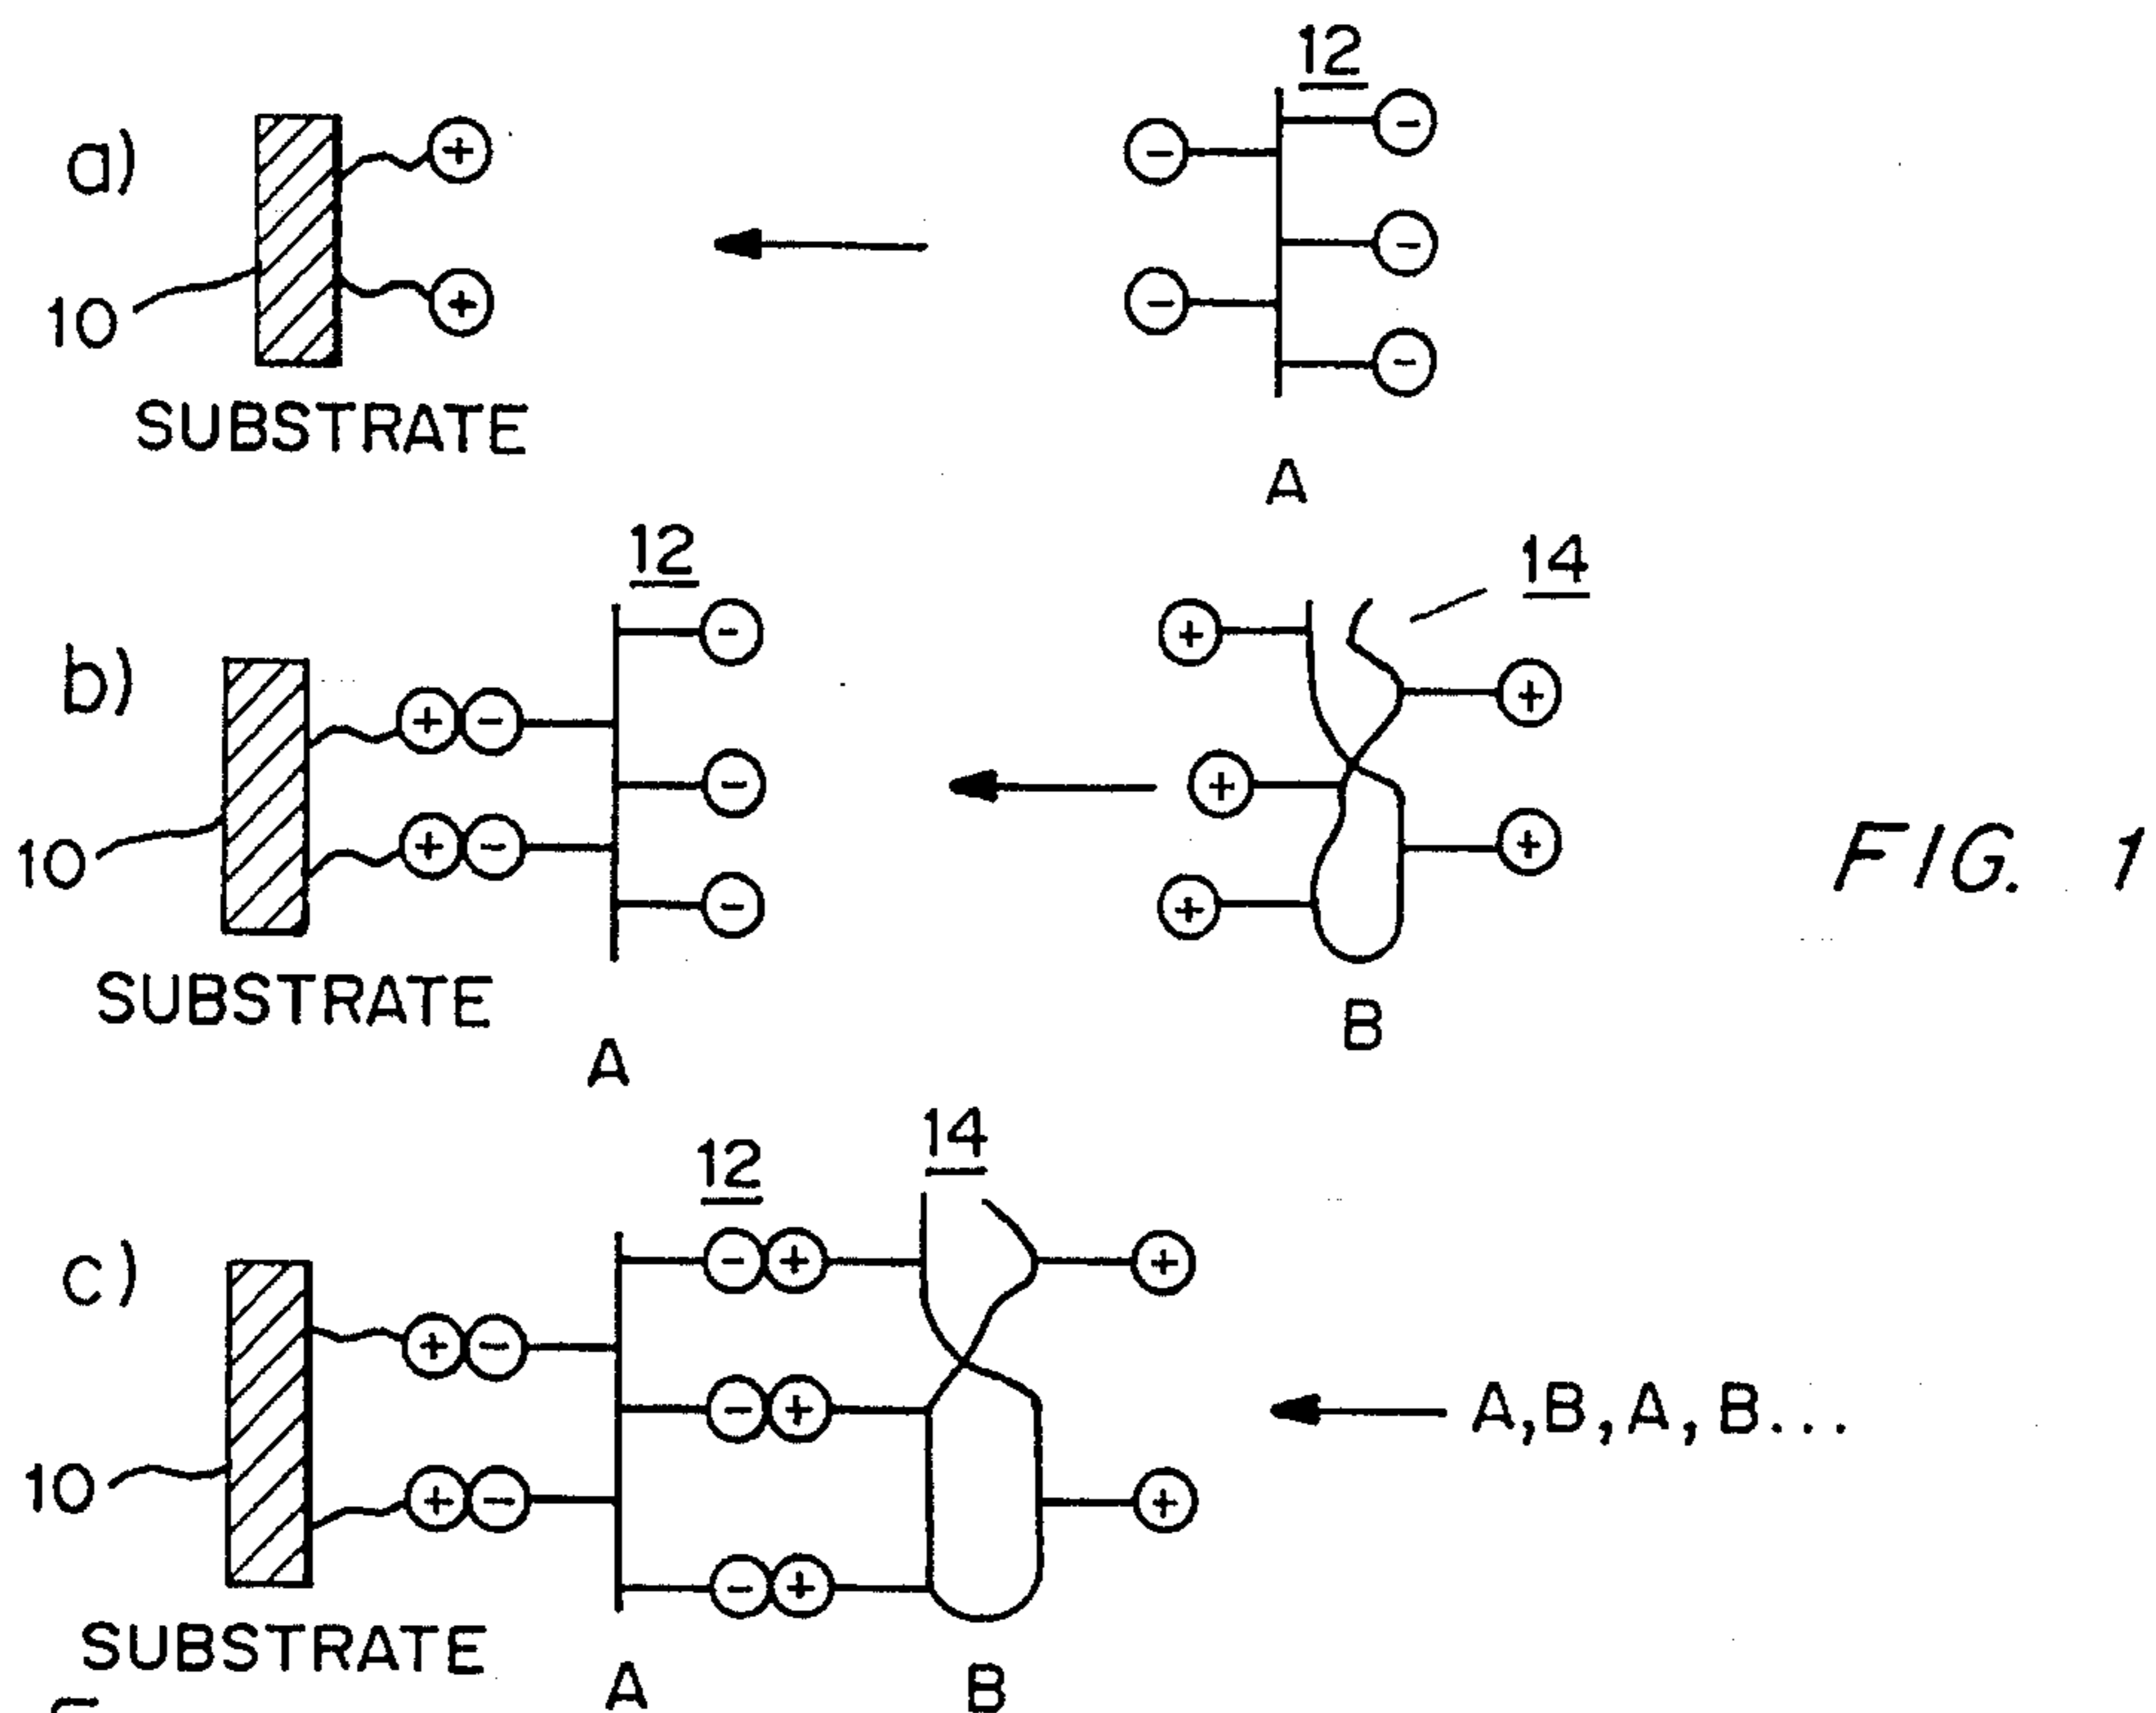 12
a)
10
SUBSTRATE
A
12
14
b)
10
SUBSTRATE
A
B
FIG. 1
12
14
c)
10
A,B,A,B...
SUBSTRATE
A
B